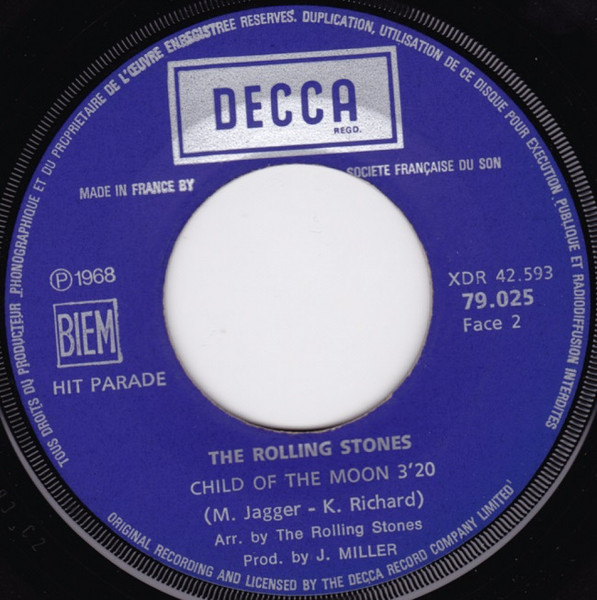 TOUS DROITS DU PRODUCTEUR PHONOGRAPHIQUE ET DU PROPRIETAIRE DE L'ŒUVRE ENREGISTREE RESERVES. DUPLICATION, UTILISATION DE CE DISQUE POUR EXECUTION PUBLIQUE ET RADIODIFFUSION INTERDITES
DECCA
REGD.
MADE IN FRANCE BY SOCIETE FRANÇAISE DU SON
℗ 1968
XDR 42.593
BIEM
79.025
Face 2
HIT PARADE
THE ROLLING STONES
CHILD OF THE MOON 3'20
(M. Jagger - K. Richard)
Arr. by The Rolling Stones
Prod. by J. MILLER
ORIGINAL RECORDING AND LICENSED BY THE DECCA RECORD COMPANY LIMITED'